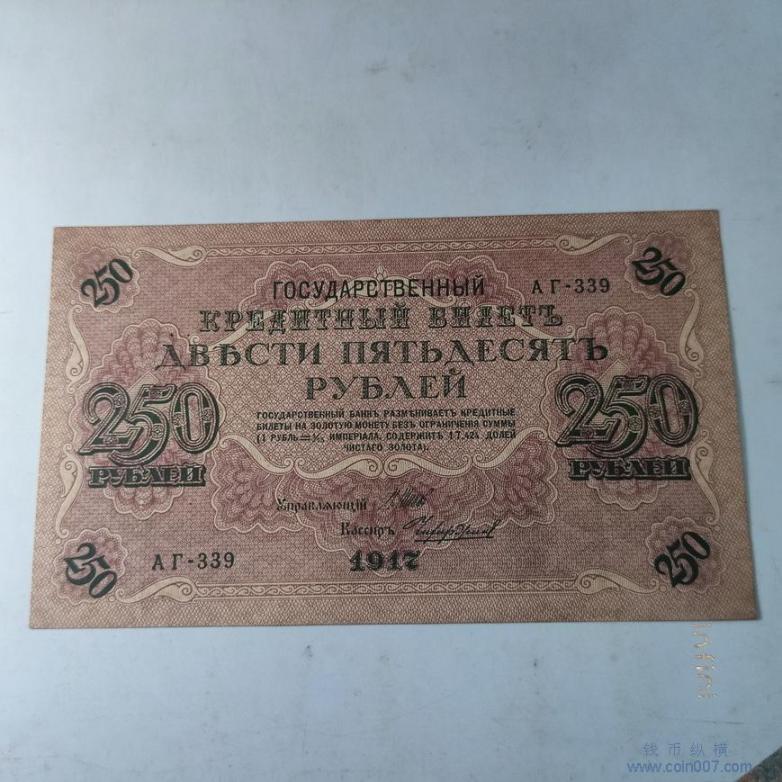 250
250
ГОСУДАРСТВЕННЫЙ АГ-339
КРЕДИТНЫЙ БИЛЕТЪ
ДВѢСТИ ПЯТЬДЕСЯТЪ
РУБЛЕЙ
250 РУБЛЕЙ
ГОСУДАРСТВЕННЫЙ БАНКЪ РАЗМѢНИВАЕТЪ КРЕДИТНЫЕ
БИЛЕТЫ НА ЗОЛОТУЮ МОНЕТУ БЕЗЪ ОГРАНИЧЕНІЯ СУММЫ
(1 РУБЛЬ = 1/15 ИМПЕРІАЛА, СОДЕРЖИТЪ 17,424 ДОЛЕЙ
ЧИСТАГО ЗОЛОТА).
250 РУБЛЕЙ
Управляющій
Кассиръ
АГ-339
1917
250
250
钱币纵横
www.coin007.com